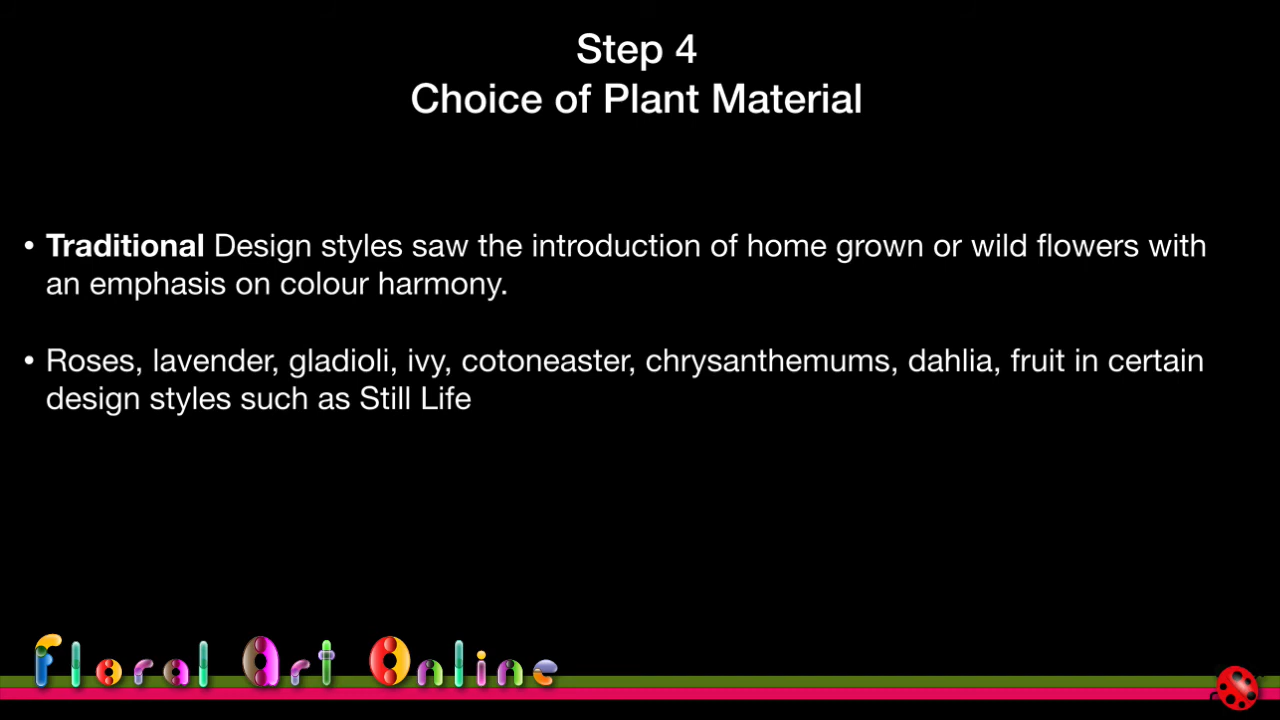 Step 4
Choice of Plant Material
• Traditional Design styles saw the introduction of home grown or wild flowers with
an emphasis on colour harmony.
• Roses, lavender, gladioli, ivy, cotoneaster, chrysanthemums, dahlia, fruit in certain
design styles such as Still Life
Floral Art Online